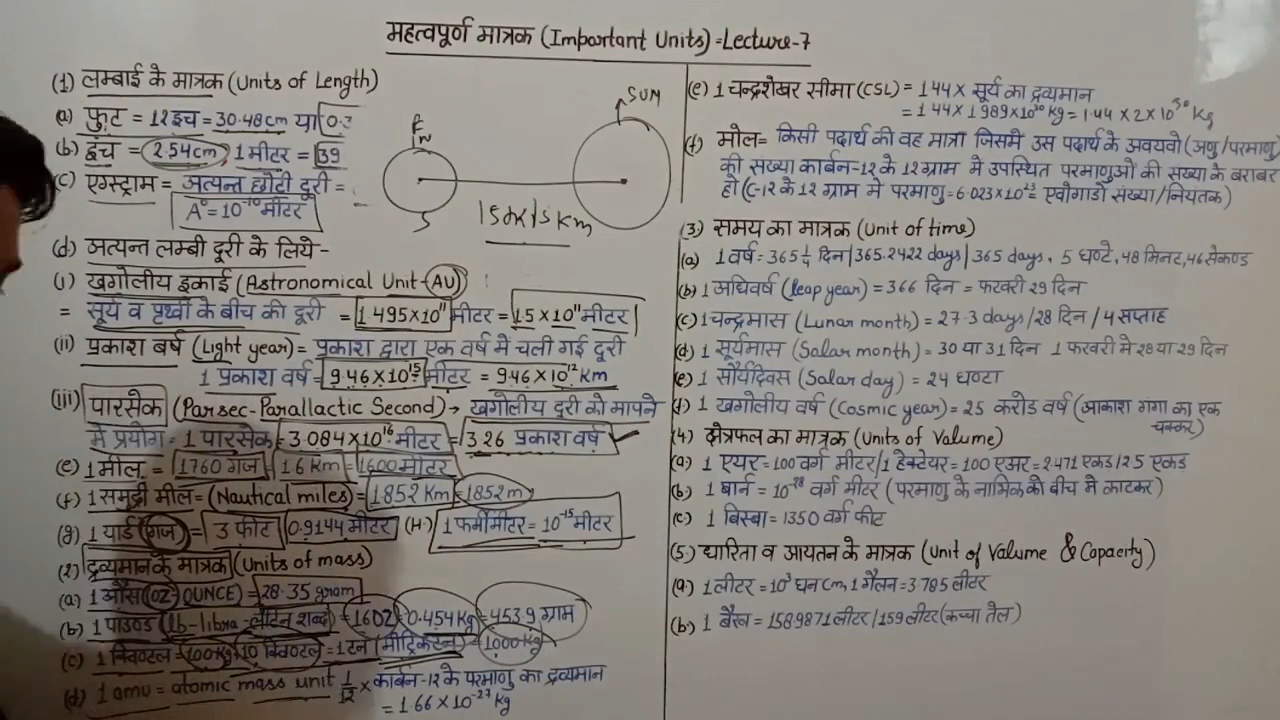 महत्वपूर्ण मात्रक (Important Units) = Lecture-7
(1) लम्बाई के मात्रक (Units of Length)
(a) फुट = 12 इंच = 30.48 cm या
(b) इंच = 2.54cm, 1 मीटर = 39
(c) एगस्ट्राम = अत्यन्त छोटी दूरी =
A° = 10⁻¹⁰ मीटर
SUN
150x15 Km
(d) अत्यन्त लम्बी दूरी के लिये-
(i) खगोलीय इकाई (Astronomical Unit-AU)
= सूर्य व पृथ्वी के बीच की दूरी = 1.495×10¹¹ मीटर = 1.5×10¹¹ मीटर
(ii) प्रकाश बर्ष (Light year) = प्रकाश द्वारा एक वर्ष मे चली गई दूरी
1 प्रकाश वर्ष = 9.46×10¹⁵ मीटर = 9.46×10¹² Km
(iii) पारसेक (Parsec-Parallactic Second) → खगोलीय दूरी को मापने
मे प्रयोग = 1 पारसेक = 3.084×10¹⁶ मीटर = 3.26 प्रकाश वर्ष
(e) 1 मील = 1760 गज = 1.6 Km = 1600 मीटर
(f) 1 समुद्री मील = (Nautical miles) = 1852 Km = 1852 m
(g) 1 यार्ड (गज) = 3 फीट (0.9144 मीटर (H) 1 फर्मीमीटर = 10⁻¹⁵ मीटर
(2) द्रव्यमान के मात्रक (Units of mass)
(a) 1 औंस (OZ-OUNCE) = 28.35 gram
(b) 1 पाउण्ड (lb-libra-लैटिन शब्द) = 16 OZ = 0.454 Kg = 453.9 ग्राम
(c) 1 क्विण्टल = 100 Kg, 10 क्विण्टल = 1 टन (मीट्रिकटन) = 1000 Kg
(d) 1 amu = atomic mass unit 1/12 × कार्बन-12 के परमाणु का द्रव्यमान
= 1.66×10⁻²⁷ Kg
(e) 1 चन्द्रशेखर सीमा (CSL) = 1.44 × सूर्य का द्रव्यमान
= 1.44×1.989×10³⁰ Kg = 1.44×2×10³⁰ Kg
(f) मोल = किसी पदार्थ की वह मात्रा जिसमे उस पदार्थ के अवयवो (अणु/परमाणु)
की संख्या कार्बन-12 के 12 ग्राम मे उपस्थित परमाणुओं की संख्या के बराबर
हो (C-12 के 12 ग्राम मे परमाणु = 6.023×10²³ = एवोगाड्रो संख्या/नियतक)
(3) समय का मात्रक (Unit of time)
(a) 1 वर्ष = 365¼ दिन | 365.2422 days | 365 days, 5 घण्टे, 48 मिनट, 46 सेकण्ड
(b) 1 अधिवर्ष (leap year) = 366 दिन = फरवरी 29 दिन
(c) 1 चन्द्रमास (Lunar month) = 27.3 days / 28 दिन / 4 सप्ताह
(d) 1 सूर्यमास (Salar month) = 30 या 31 दिन 1 फरवरी मे 28 या 29 दिन
(e) 1 सौर्यदिवस (Salar day) = 24 घण्टा
(f) 1 खगोलीय वर्ष (Cosmic year) = 25 करोड वर्ष (आकाश गंगा का एक
चक्कर)
(4) क्षेत्रफल का मात्रक (Units of Valume)
(a) 1 एयर = 100 वर्ग मीटर / 1 हेक्टेयर = 100 एअर = 2.471 एकड / 2.5 एकड
(b) 1 बार्न = 10⁻²⁸ वर्ग मीटर (परमाणु के नाभिक को बीच मे काटकर)
(c) 1 बिस्बा = 1350 वर्ग फीट
(5) धारिता व आयतन के मात्रक (Unit of Valume & Capacity)
(a) 1 लीटर = 10³ घन cm, 1 गैलन = 3.785 लीटर
(b) 1 बैरल = 158.9871 लीटर / 159 लीटर (कच्चा तेल)